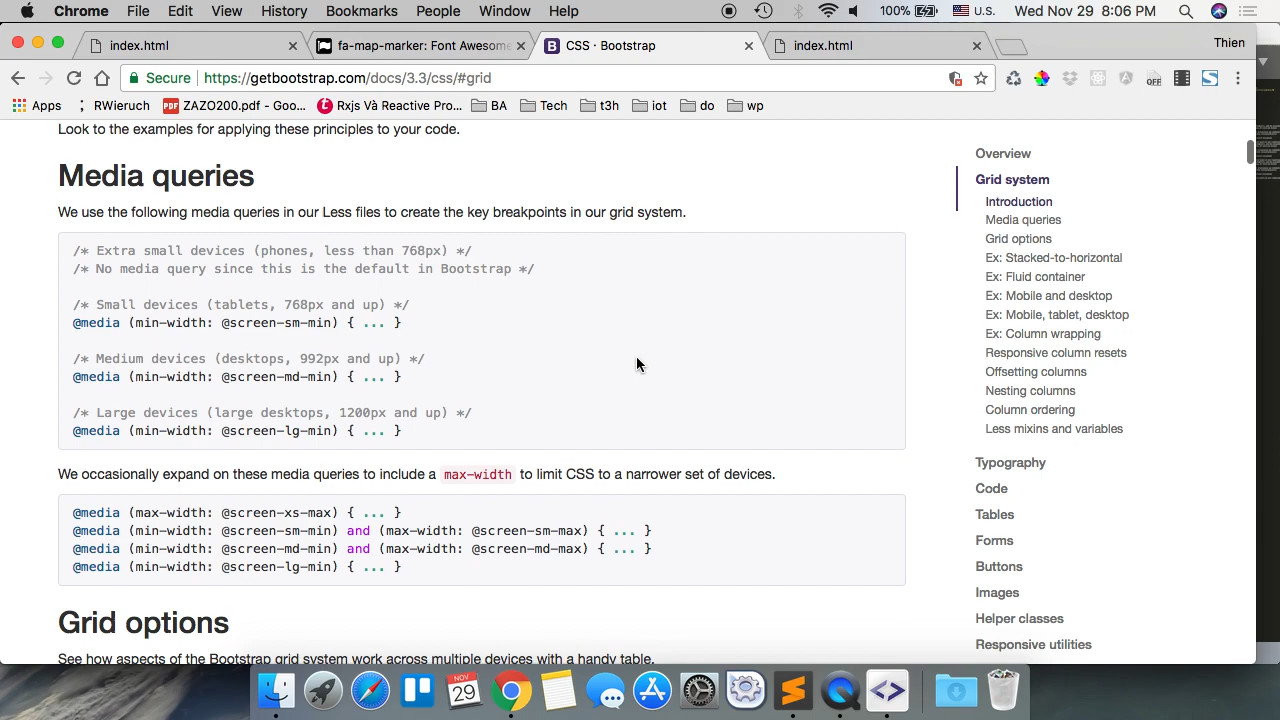 Chrome File Edit View History Bookmarks People Window Help 100% U.S. Wed Nov 29 8:06 PM
index.html fa-map-marker: Font Awesom CSS · Bootstrap index.html Thien
Secure https://getbootstrap.com/docs/3.3/css/#grid OFF
Apps RWieruch ZAZO200.pdf - Goo... Rxjs Và Reactive Pr... BA Tech t3h iot do wp
Look to the examples for applying these principles to your code.
Media queries
We use the following media queries in our Less files to create the key breakpoints in our grid system.
/* Extra small devices (phones, less than 768px) */
/* No media query since this is the default in Bootstrap */
/* Small devices (tablets, 768px and up) */
@media (min-width: @screen-sm-min) { ... }
/* Medium devices (desktops, 992px and up) */
@media (min-width: @screen-md-min) { ... }
/* Large devices (large desktops, 1200px and up) */
@media (min-width: @screen-lg-min) { ... }
We occasionally expand on these media queries to include a max-width to limit CSS to a narrower set of devices.
@media (max-width: @screen-xs-max) { ... }
@media (min-width: @screen-sm-min) and (max-width: @screen-sm-max) { ... }
@media (min-width: @screen-md-min) and (max-width: @screen-md-max) { ... }
@media (min-width: @screen-lg-min) { ... }
Grid options
See how aspects of the Bootstrap grid system work across multiple devices with a handy table.
Overview
Grid system
Introduction
Media queries
Grid options
Ex: Stacked-to-horizontal
Ex: Fluid container
Ex: Mobile and desktop
Ex: Mobile, tablet, desktop
Ex: Column wrapping
Responsive column resets
Offsetting columns
Nesting columns
Column ordering
Less mixins and variables
Typography
Code
Tables
Forms
Buttons
Images
Helper classes
Responsive utilities
NOV
29